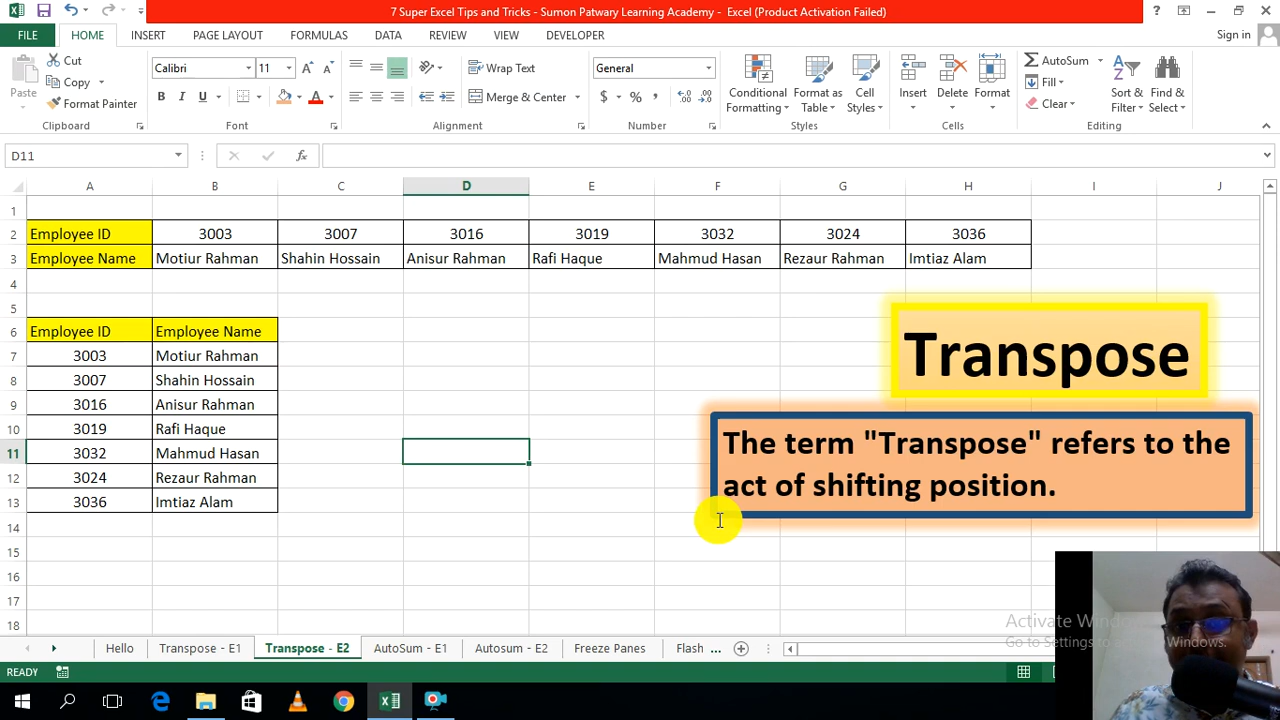 7 Super Excel Tips and Tricks - Sumon Patwary Learning Academy - Excel (Product Activation Failed)
?
FILE HOME INSERT PAGE LAYOUT FORMULAS DATA REVIEW VIEW DEVELOPER Sign in
Paste
Cut
Copy
Format Painter
Clipboard
Calibri 11
B I U
Font
Wrap Text
Merge & Center
Alignment
General
$ % ,
Number
Conditional Formatting
Format as Table
Cell Styles
Styles
Insert Delete Format
Cells
AutoSum
Fill
Clear
Sort & Filter
Find & Select
Editing
D11 fx
A B C D E F G H I J
1
2 Employee ID 3003 3007 3016 3019 3032 3024 3036
3 Employee Name Motiur Rahman Shahin Hossain Anisur Rahman Rafi Haque Mahmud Hasan Rezaur Rahman Imtiaz Alam
4
5
6 Employee ID Employee Name
7 3003 Motiur Rahman
8 3007 Shahin Hossain
9 3016 Anisur Rahman
10 3019 Rafi Haque
11 3032 Mahmud Hasan
12 3024 Rezaur Rahman
13 3036 Imtiaz Alam
14
15
16
17
18
Transpose
The term "Transpose" refers to the
act of shifting position.
Activate Windo
Go to Settings to a Windows.
Hello Transpose - E1 Transpose - E2 AutoSum - E1 Autosum - E2 Freeze Panes Flash ...
READY